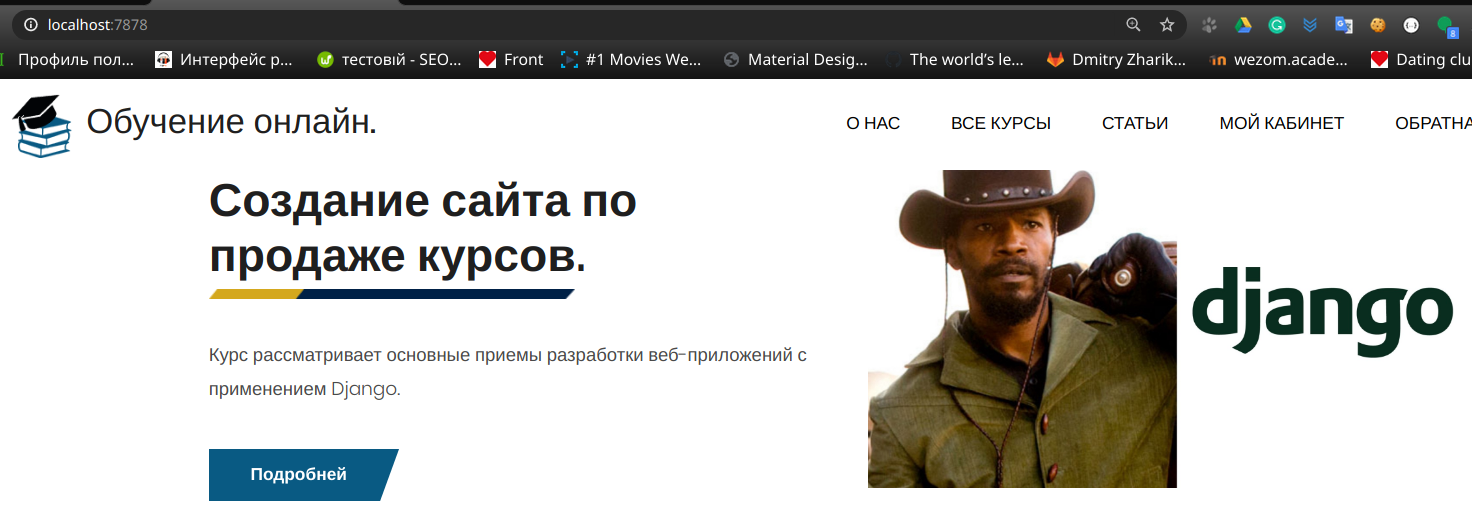 localhost:7878
8
Профиль пол... Интерфейс р... тестовій - SEO... Front #1 Movies We... Material Desig... The world's le... Dmitry Zharik... wezom.acade... Dating clu
Обучение онлайн. О НАС ВСЕ КУРСЫ СТАТЬИ МОЙ КАБИНЕТ ОБРАТНА
Создание сайта по
продаже курсов.
django
Курс рассматривает основные приемы разработки веб-приложений с
применением Django.
Подробней